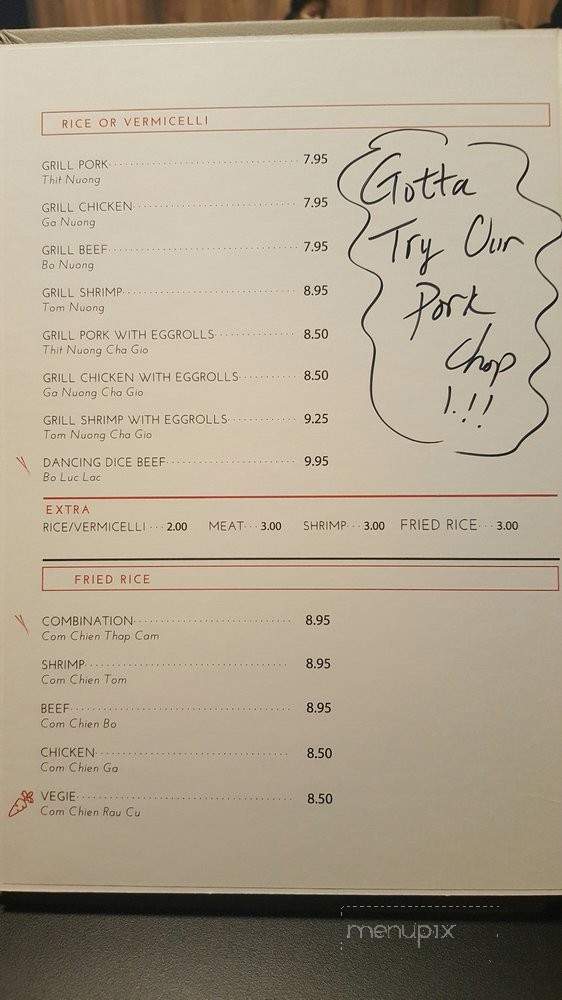 RICE OR VERMICELLI
GRILL PORK 7.95
Thit Nuong
GRILL CHICKEN 7.95
Ga Nuong
GRILL BEEF 7.95
Bo Nuong
GRILL SHRIMP 8.95
Tom Nuong
GRILL PORK WITH EGGROLLS 8.50
Thit Nuong Cha Gio
GRILL CHICKEN WITH EGGROLLS 8.50
Ga Nuong Cha Gio
GRILL SHRIMP WITH EGGROLLS 9.25
Tom Nuong Cha Gio
DANCING DICE BEEF 9.95
Bo Luc Lac
Gotta
Try Our
Pork
Chop
!.!!
EXTRA
RICE/VERMICELLI ··· 2.00 MEAT ··· 3.00 SHRIMP ··· 3.00 FRIED RICE ··· 3.00
FRIED RICE
COMBINATION 8.95
Com Chien Thap Cam
SHRIMP 8.95
Com Chien Tom
BEEF 8.95
Com Chien Bo
CHICKEN 8.50
Com Chien Ga
VEGIE 8.50
Com Chien Rau Cu
menupix